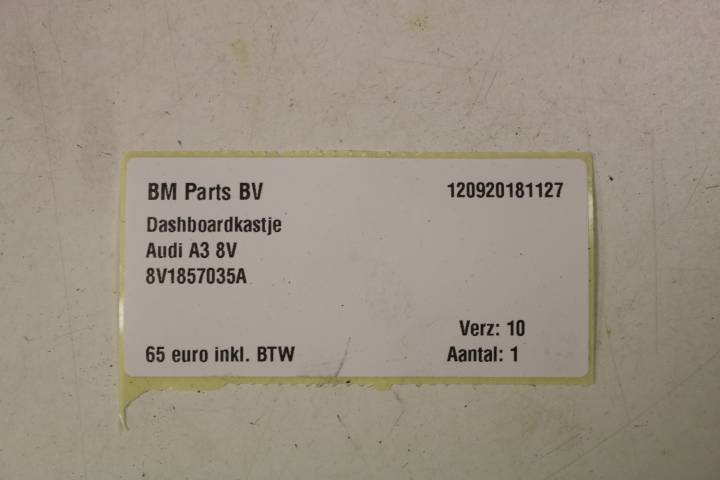 BM Parts BV 120920181127
Dashboardkastje
Audi A3 8V
8V1857035A
Verz: 10
65 euro inkl. BTW Aantal: 1